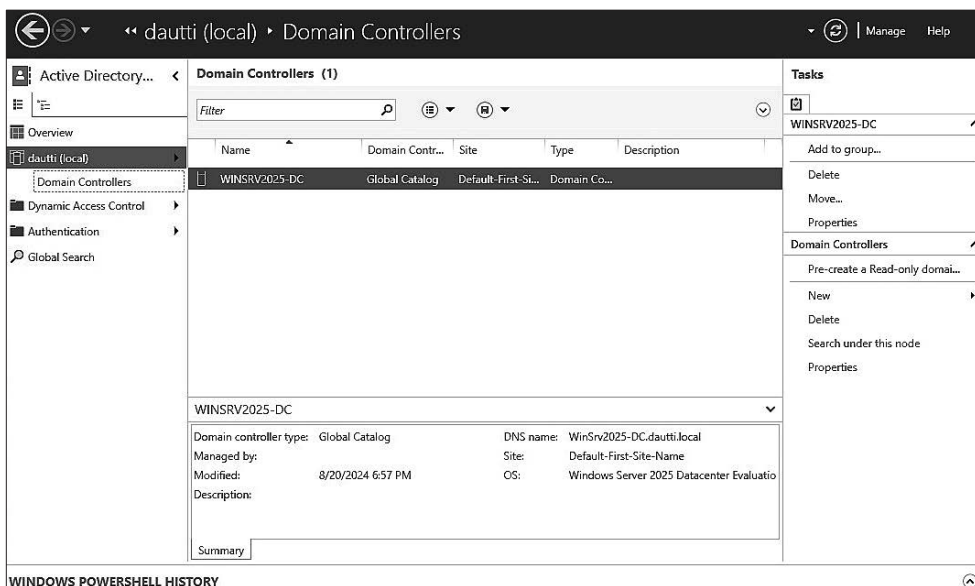 dautti (local) • Domain Controllers
Manage Help
Active Directory...
Overview
dautti (local)
Domain Controllers
Dynamic Access Control
Authentication
Global Search
Domain Controllers (1)
Filter
Name Domain Contr... Site Type Description
WINSRV2025-DC Global Catalog Default-First-Si... Domain Co...
WINSRV2025-DC
Domain controller type: Global Catalog DNS name: WinSrv2025-DC.dautti.local
Managed by: Site: Default-First-Site-Name
Modified: 8/20/2024 6:57 PM OS: Windows Server 2025 Datacenter Evaluatio
Description:
Summary
Tasks
WINSRV2025-DC
Add to group...
Delete
Move...
Properties
Domain Controllers
Pre-create a Read-only domai...
New
Delete
Search under this node
Properties
WINDOWS POWERSHELL HISTORY